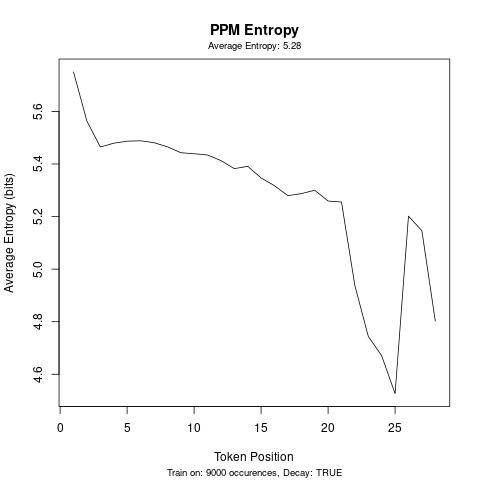 PPM Entropy
Average Entropy: 5.28
Average Entropy (bits)
5.6
5.4
5.2
5.0
4.8
4.6
0 5 10 15 20 25
Token Position
Train on: 9000 occurences, Decay: TRUE